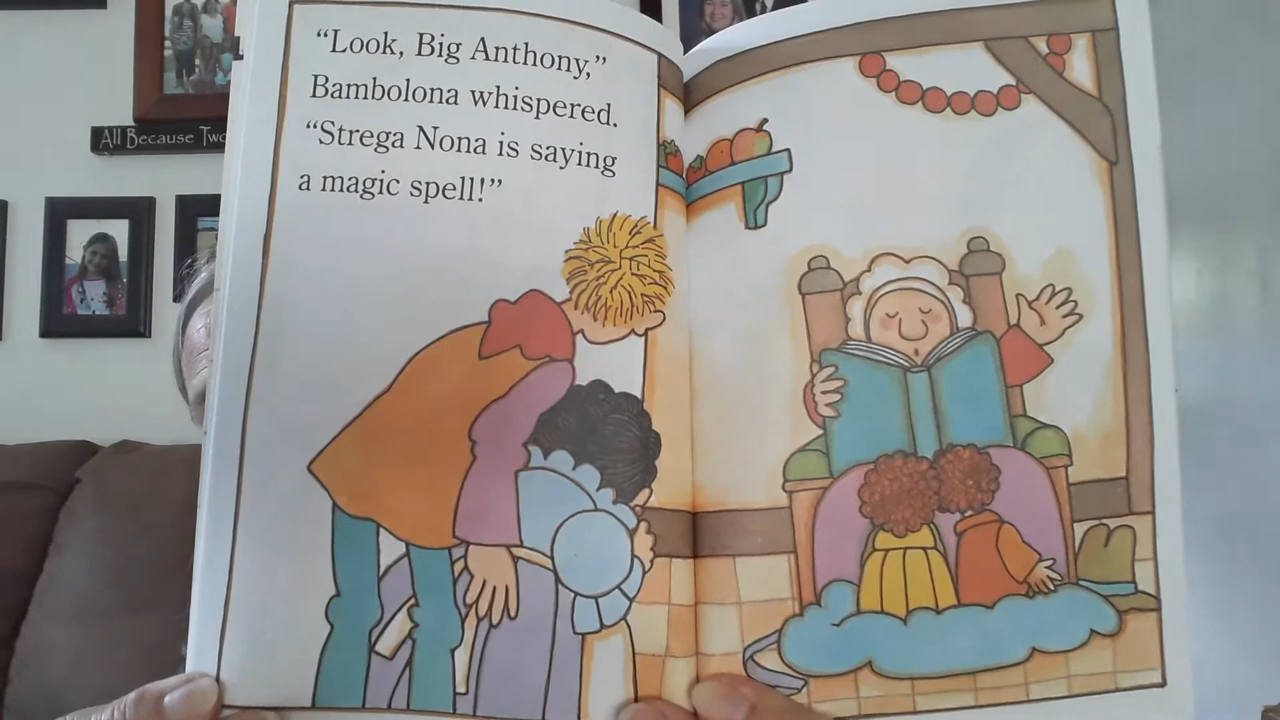 All Because Two
“Look, Big Anthony,”
Bambolona whispered.
“Strega Nona is saying
a magic spell!”